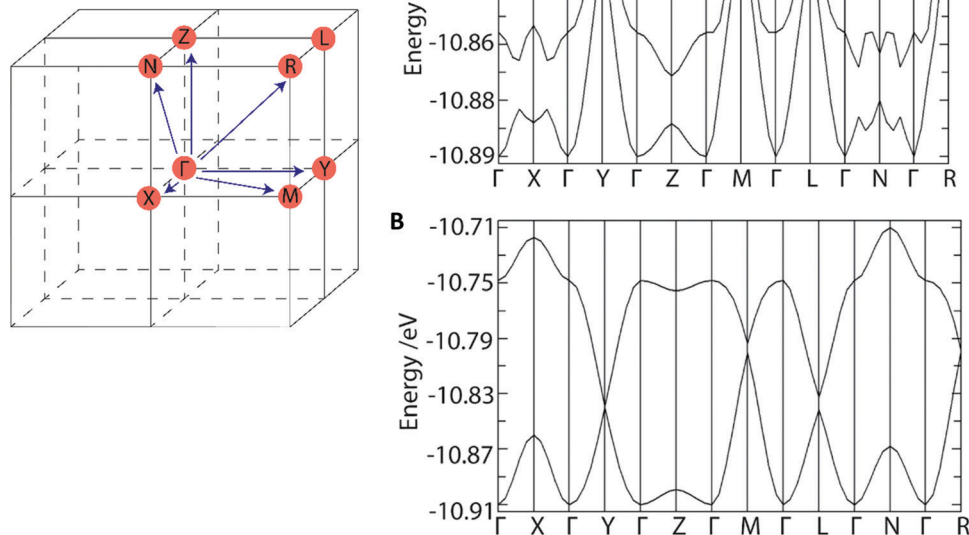 Z
L
N
R
Γ
Y
X
M
Energy
-10.86
-10.88
-10.89
Γ X Γ Y Γ Z Γ M Γ L Γ N Γ R
B
Energy /eV
-10.71
-10.75
-10.79
-10.83
-10.87
-10.91
Γ X Γ Y Γ Z Γ M Γ L Γ N Γ R